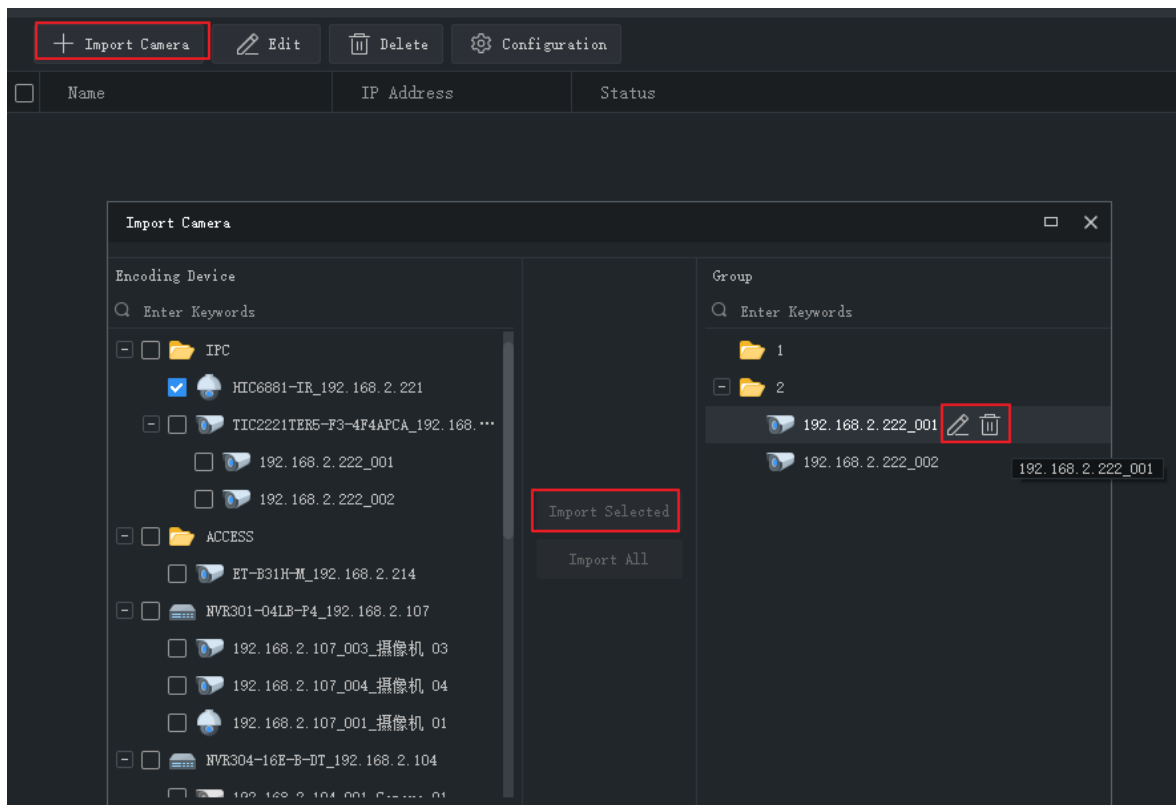 Import Camera Edit Delete Configuration
Name IP Address Status
Import Camera
Encoding Device
Enter Keywords
IPC
HIC6881-IR_192.168.2.221
TIC2221TER5-F3-4F4APCA_192.168.···
192.168.2.222_001
192.168.2.222_002
ACCESS
ET-B31H-M_192.168.2.214
NVR301-04LB-P4_192.168.2.107
192.168.2.107_003_摄像机 03
192.168.2.107_004_摄像机 04
192.168.2.107_001_摄像机 01
NVR304-16E-B-DT_192.168.2.104
192.168.2.104_001_Camera 01
Import Selected
Import All
Group
Enter Keywords
1
2
192.168.2.222_001
192.168.2.222_002
192.168.2.222_001